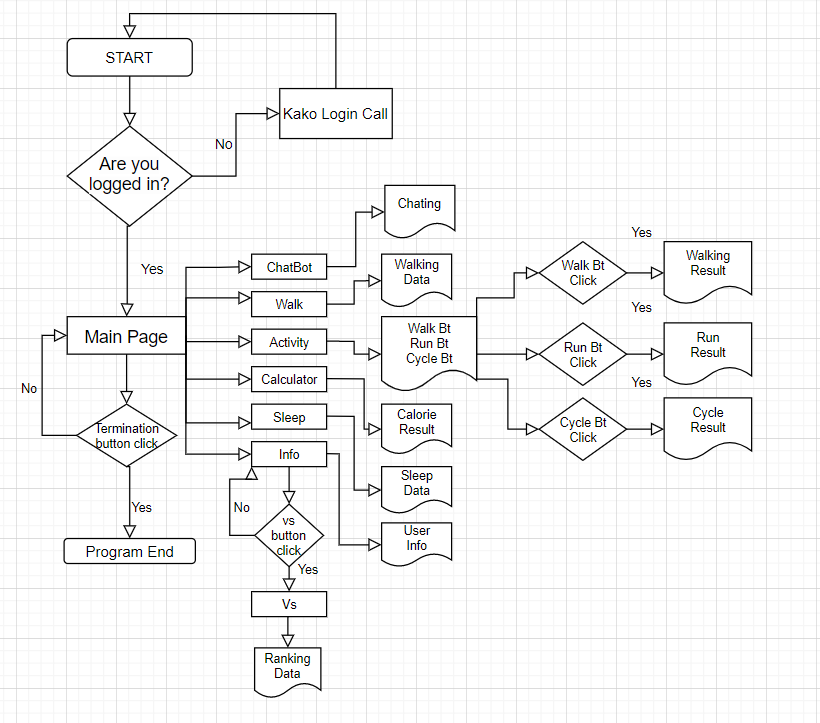 START
Kako Login Call
No
Are you
logged in?
Yes
Chating
ChatBot
Walking
Data
Walk
Main Page
Activity
Walk Bt
Run Bt
Cycle Bt
Yes
Walk Bt
Click
Walking
Result
Yes
Run Bt
Click
Run
Result
Yes
Cycle Bt
Click
Cycle
Result
No
Termination
button click
Yes
Program End
Calculator
Calorie
Result
Sleep
Sleep
Data
Info
User
Info
No
vs
button
click
Yes
Vs
Ranking
Data